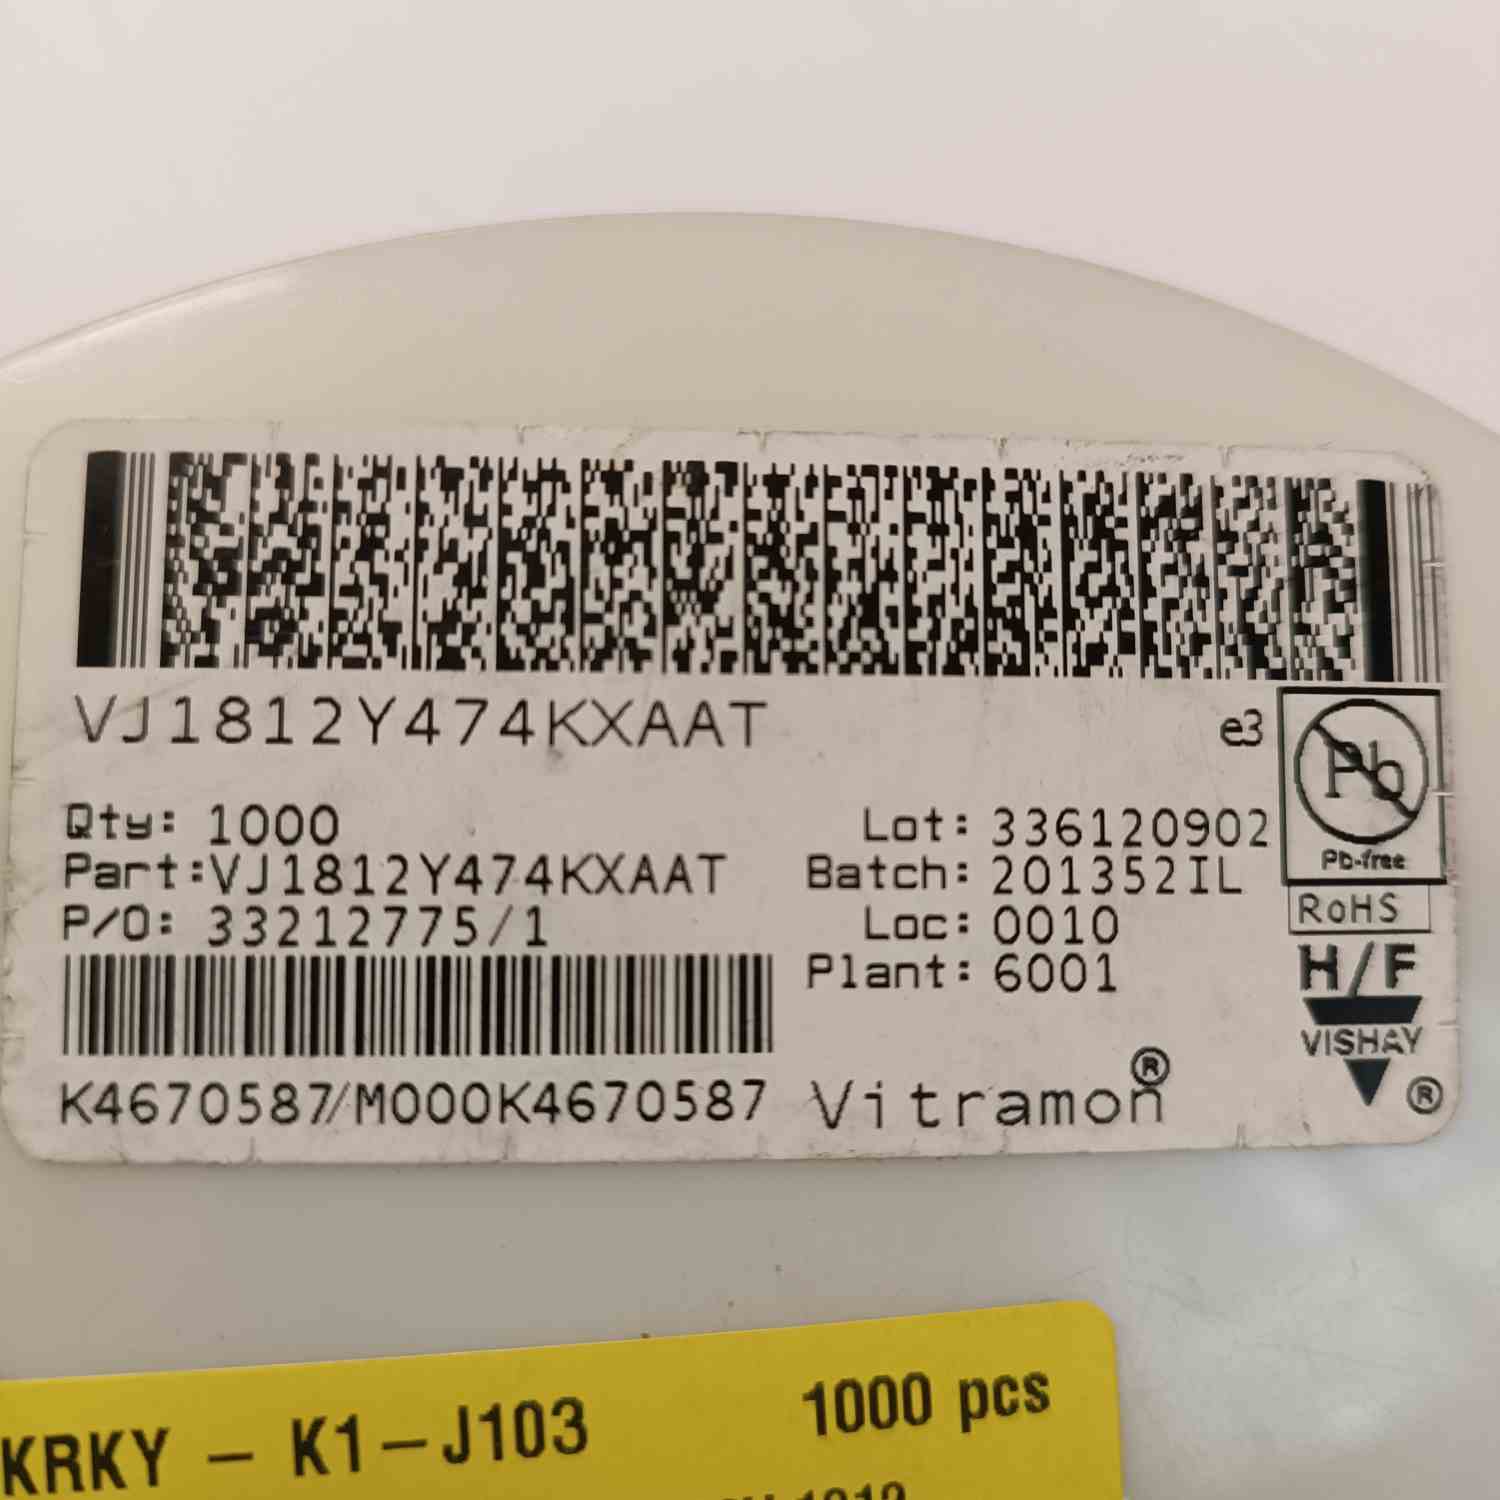 VJ1812Y474KXAAT
e3
Pb
Pb-free
Qty: 1000
Lot: 336120902
Part:VJ1812Y474KXAAT
Batch: 201352IL
RoHS
P/O: 33212775/1
Loc: 0010
Plant: 6001
H/F
VISHAY
®
K4670587/M000K4670587
Vitramon®
KRKY – K1–J103
1000 pcs